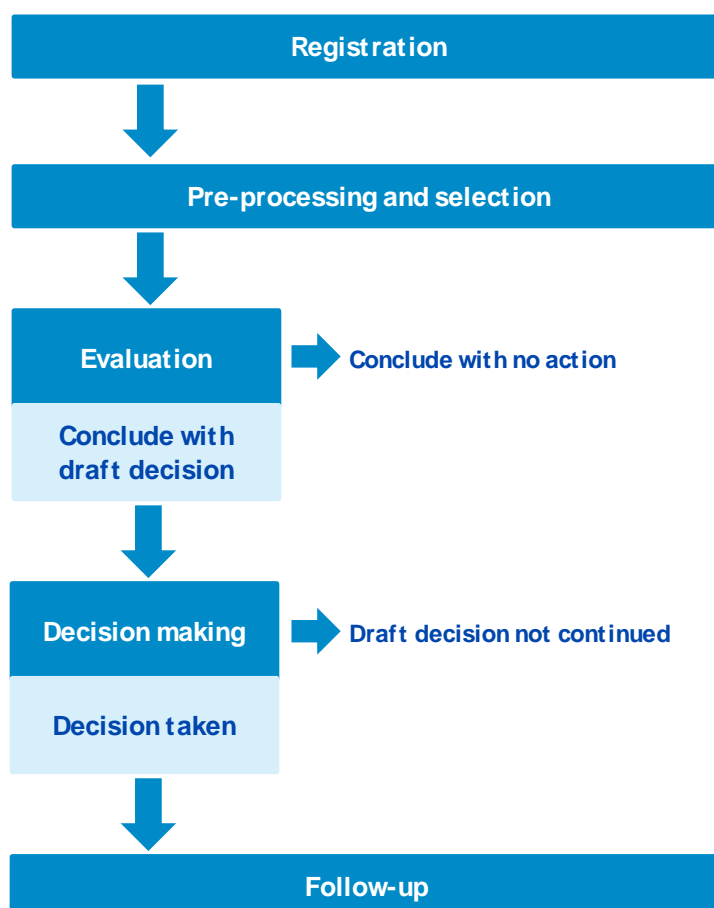 Registration
Pre-processing and selection
Evaluation
Conclude with no action
Conclude with
draft decision
Decision making
Draft decision not continued
Decision taken
Follow-up